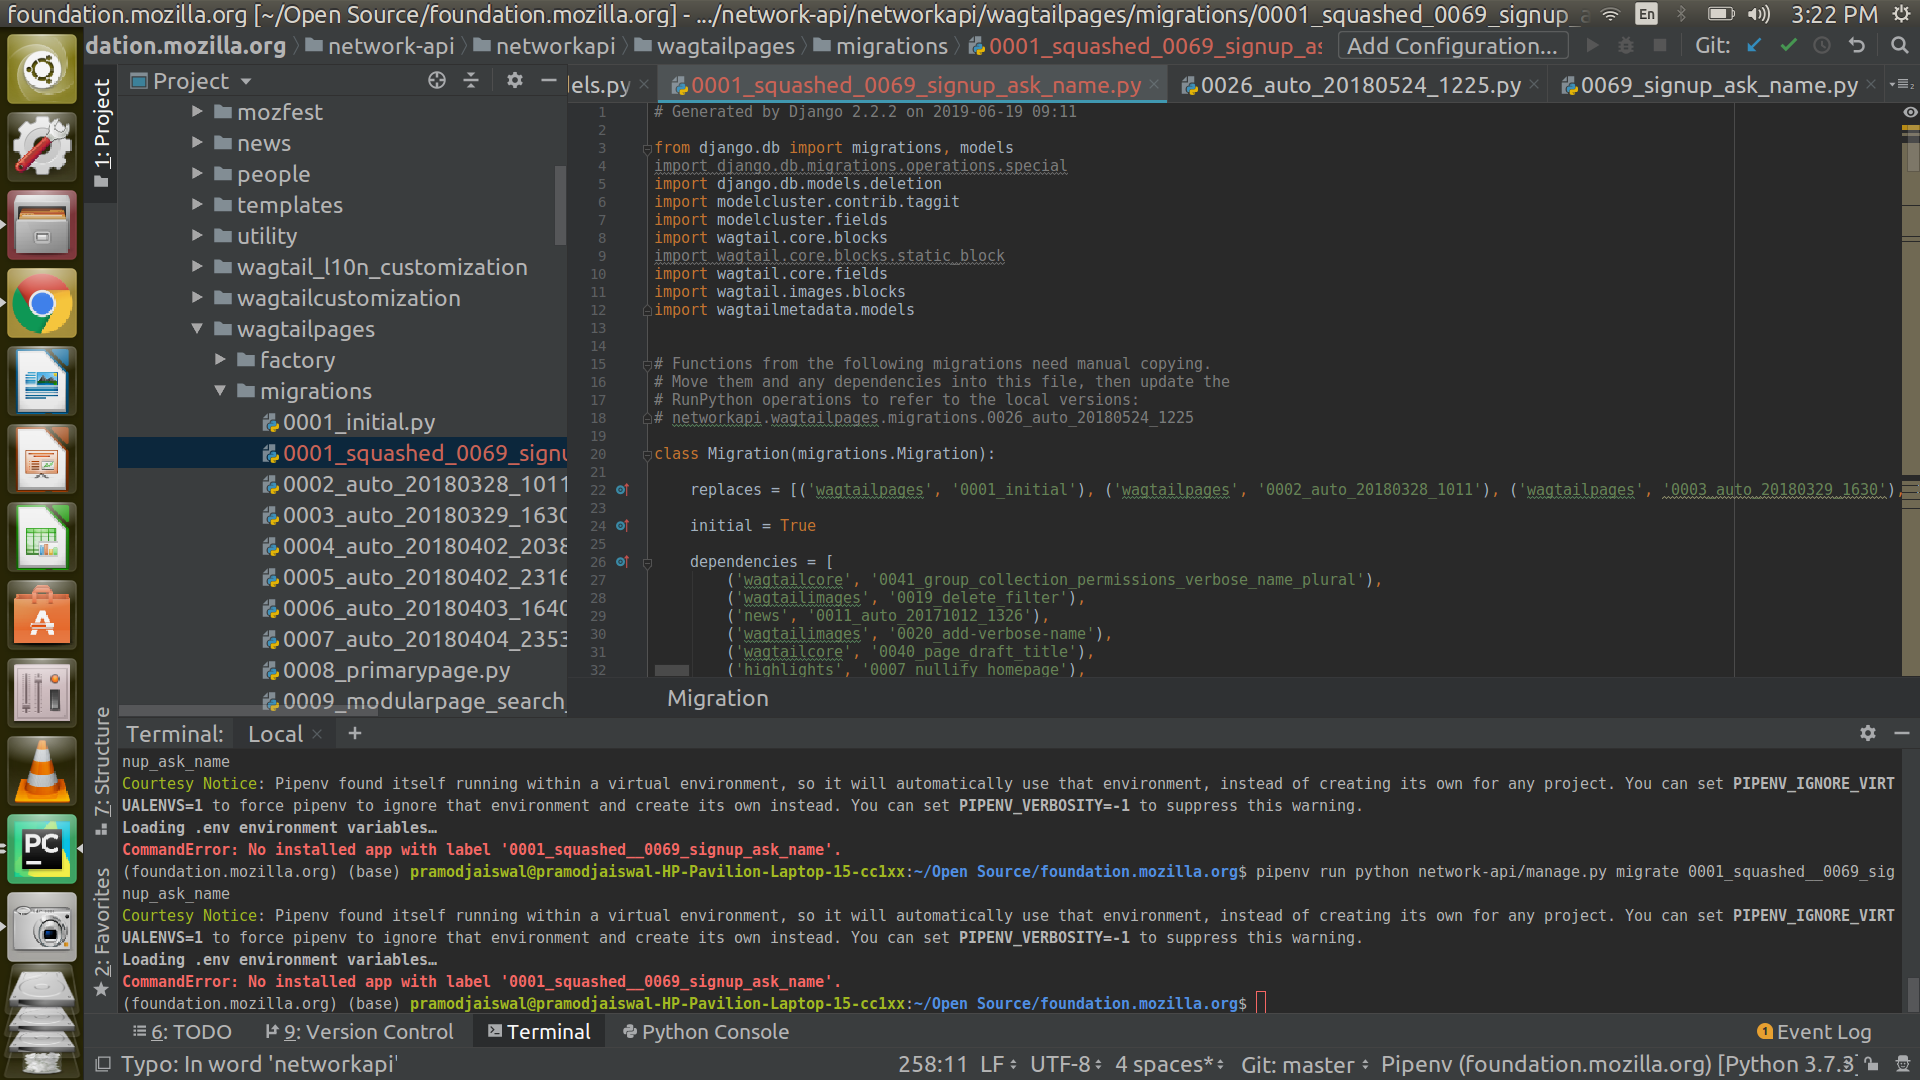 foundation.mozilla.org [~/Open Source/foundation.mozilla.org] - .../network-api/networkapi/wagtailpages/migrations/0001_squashed_0069_signup_
En
3:22 PM
dation.mozilla.org
network-api
networkapi
wagtailpages
migrations
0001_squashed_0069_signup_as
Add Configuration...
Git:
Project
els.py
0001_squashed_0069_signup_ask_name.py
0026_auto_20180524_1225.py
0069_signup_ask_name.py
1: Project
mozfest
news
people
templates
utility
wagtail_l10n_customization
wagtailcustomization
wagtailpages
factory
migrations
0001_initial.py
0001_squashed_0069_signu
0002_auto_20180328_1011
0003_auto_20180329_1630
0004_auto_20180402_2038
0005_auto_20180402_2316
0006_auto_20180403_1640
0007_auto_20180404_2353
0008_primarypage.py
0009_modularpage_search_
1 # Generated by Django 2.2.2 on 2019-06-19 09:11
2
3 from django.db import migrations, models
4 import django.db.migrations.operations.special
5 import django.db.models.deletion
6 import modelcluster.contrib.taggit
7 import modelcluster.fields
8 import wagtail.core.blocks
9 import wagtail.core.blocks.static_block
10 import wagtail.core.fields
11 import wagtail.images.blocks
12 import wagtailmetadata.models
13
14
15 # Functions from the following migrations need manual copying.
16 # Move them and any dependencies into this file, then update the
17 # RunPython operations to refer to the local versions:
18 # networkapi.wagtailpages.migrations.0026_auto_20180524_1225
19
20 class Migration(migrations.Migration):
21
22 replaces = [('wagtailpages', '0001_initial'), ('wagtailpages', '0002_auto_20180328_1011'), ('wagtailpages', '0003_auto_20180329_1630'),
23
24 initial = True
25
26 dependencies = [
27 ('wagtailcore', '0041_group_collection_permissions_verbose_name_plural'),
28 ('wagtailimages', '0019_delete_filter'),
29 ('news', '0011_auto_20171012_1326'),
30 ('wagtailimages', '0020_add-verbose-name'),
31 ('wagtailcore', '0040_page_draft_title'),
32 ('highlights', '0007_nullify_homepage'),
Migration
7: Structure
2: Favorites
Terminal: Local +
nup_ask_name
Courtesy Notice: Pipenv found itself running within a virtual environment, so it will automatically use that environment, instead of creating its own for any project. You can set PIPENV_IGNORE_VIRT
UALENVS=1 to force pipenv to ignore that environment and create its own instead. You can set PIPENV_VERBOSITY=-1 to suppress this warning.
Loading .env environment variables…
CommandError: No installed app with label '0001_squashed__0069_signup_ask_name'.
(foundation.mozilla.org) (base) pramodjaiswal@pramodjaiswal-HP-Pavilion-Laptop-15-cc1xx:~/Open Source/foundation.mozilla.org$ pipenv run python network-api/manage.py migrate 0001_squashed__0069_sig
nup_ask_name
Courtesy Notice: Pipenv found itself running within a virtual environment, so it will automatically use that environment, instead of creating its own for any project. You can set PIPENV_IGNORE_VIRT
UALENVS=1 to force pipenv to ignore that environment and create its own instead. You can set PIPENV_VERBOSITY=-1 to suppress this warning.
Loading .env environment variables…
CommandError: No installed app with label '0001_squashed__0069_signup_ask_name'.
(foundation.mozilla.org) (base) pramodjaiswal@pramodjaiswal-HP-Pavilion-Laptop-15-cc1xx:~/Open Source/foundation.mozilla.org$
6: TODO
9: Version Control
Terminal
Python Console
1 Event Log
Typo: In word 'networkapi'
258:11 LF UTF-8 4 spaces* Git: master Pipenv (foundation.mozilla.org) [Python 3.7.3]
PC